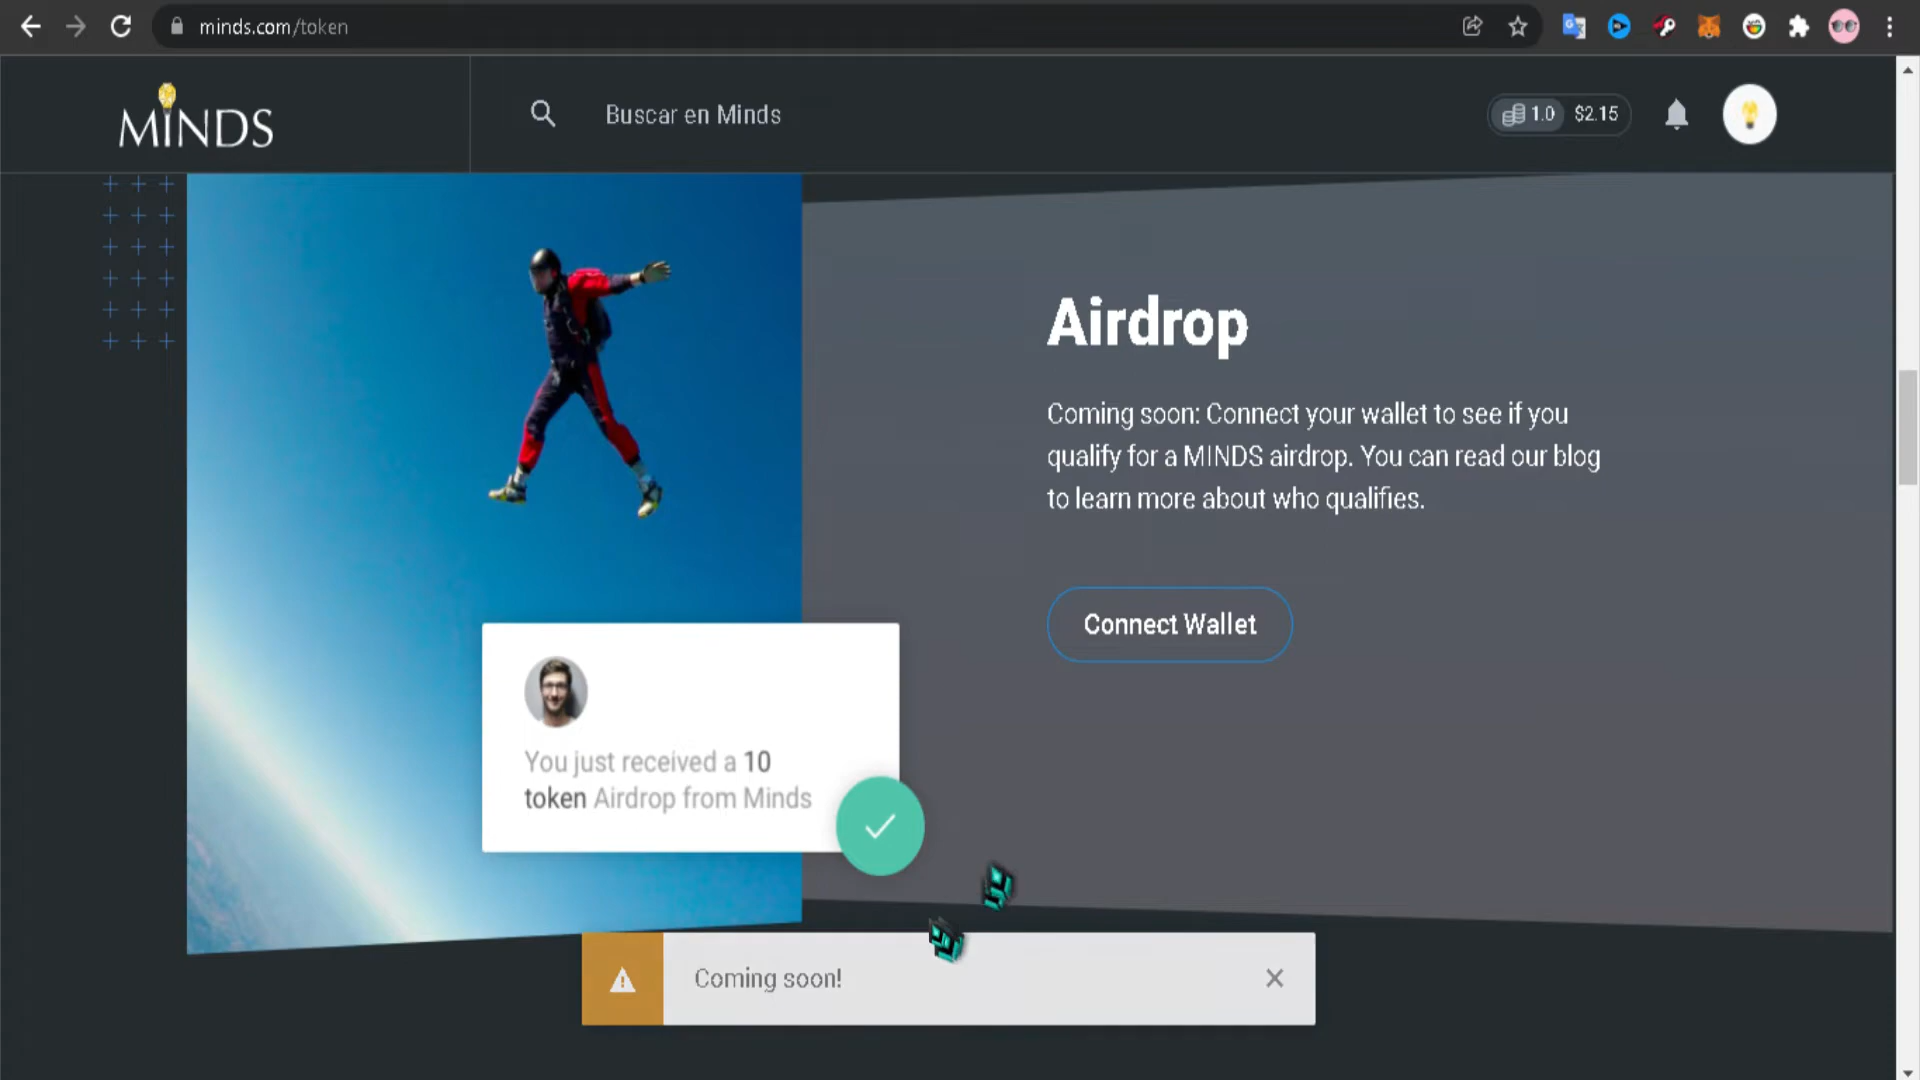 minds.com/token
MINDS
Buscar en Minds
1.0 $2.15
Airdrop
Coming soon: Connect your wallet to see if you
qualify for a MINDS airdrop. You can read our blog
to learn more about who qualifies.
Connect Wallet
You just received a 10
token Airdrop from Minds
Coming soon!